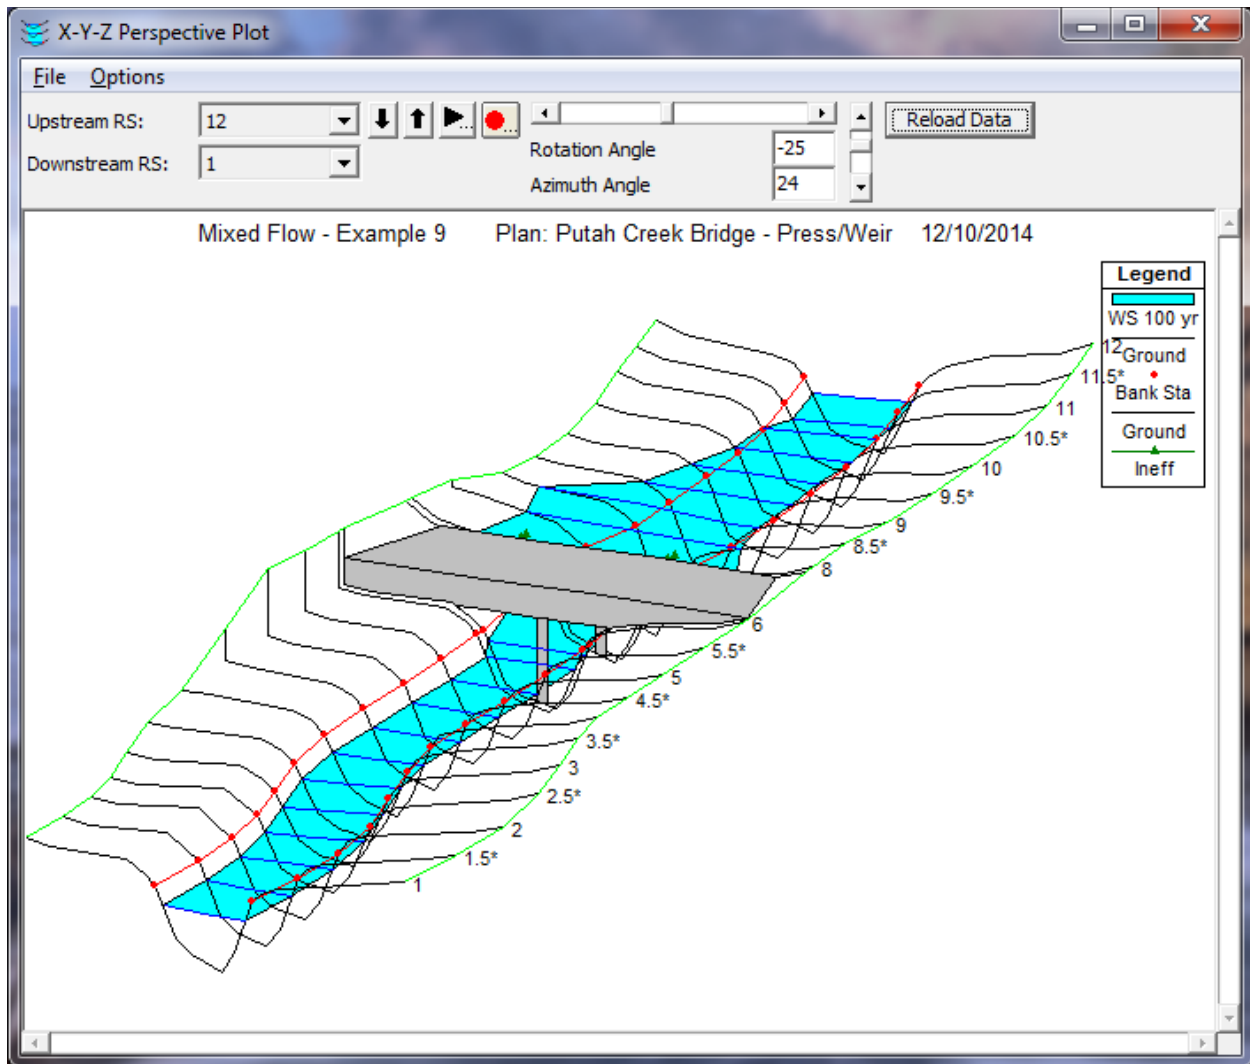 X-Y-Z Perspective Plot
File Options
Upstream RS: 12
Downstream RS: 1
Rotation Angle -25
Azimuth Angle 24
Reload Data
Mixed Flow - Example 9 Plan: Putah Creek Bridge - Press/Weir 12/10/2014
Legend
WS 100 yr
Ground
Bank Sta
Ground
Ineff
12
11.5*
11
10.5*
10
9.5*
9
8.5*
8
6
5.5*
5
4.5*
3.5*
3
2.5*
2
1.5*
1